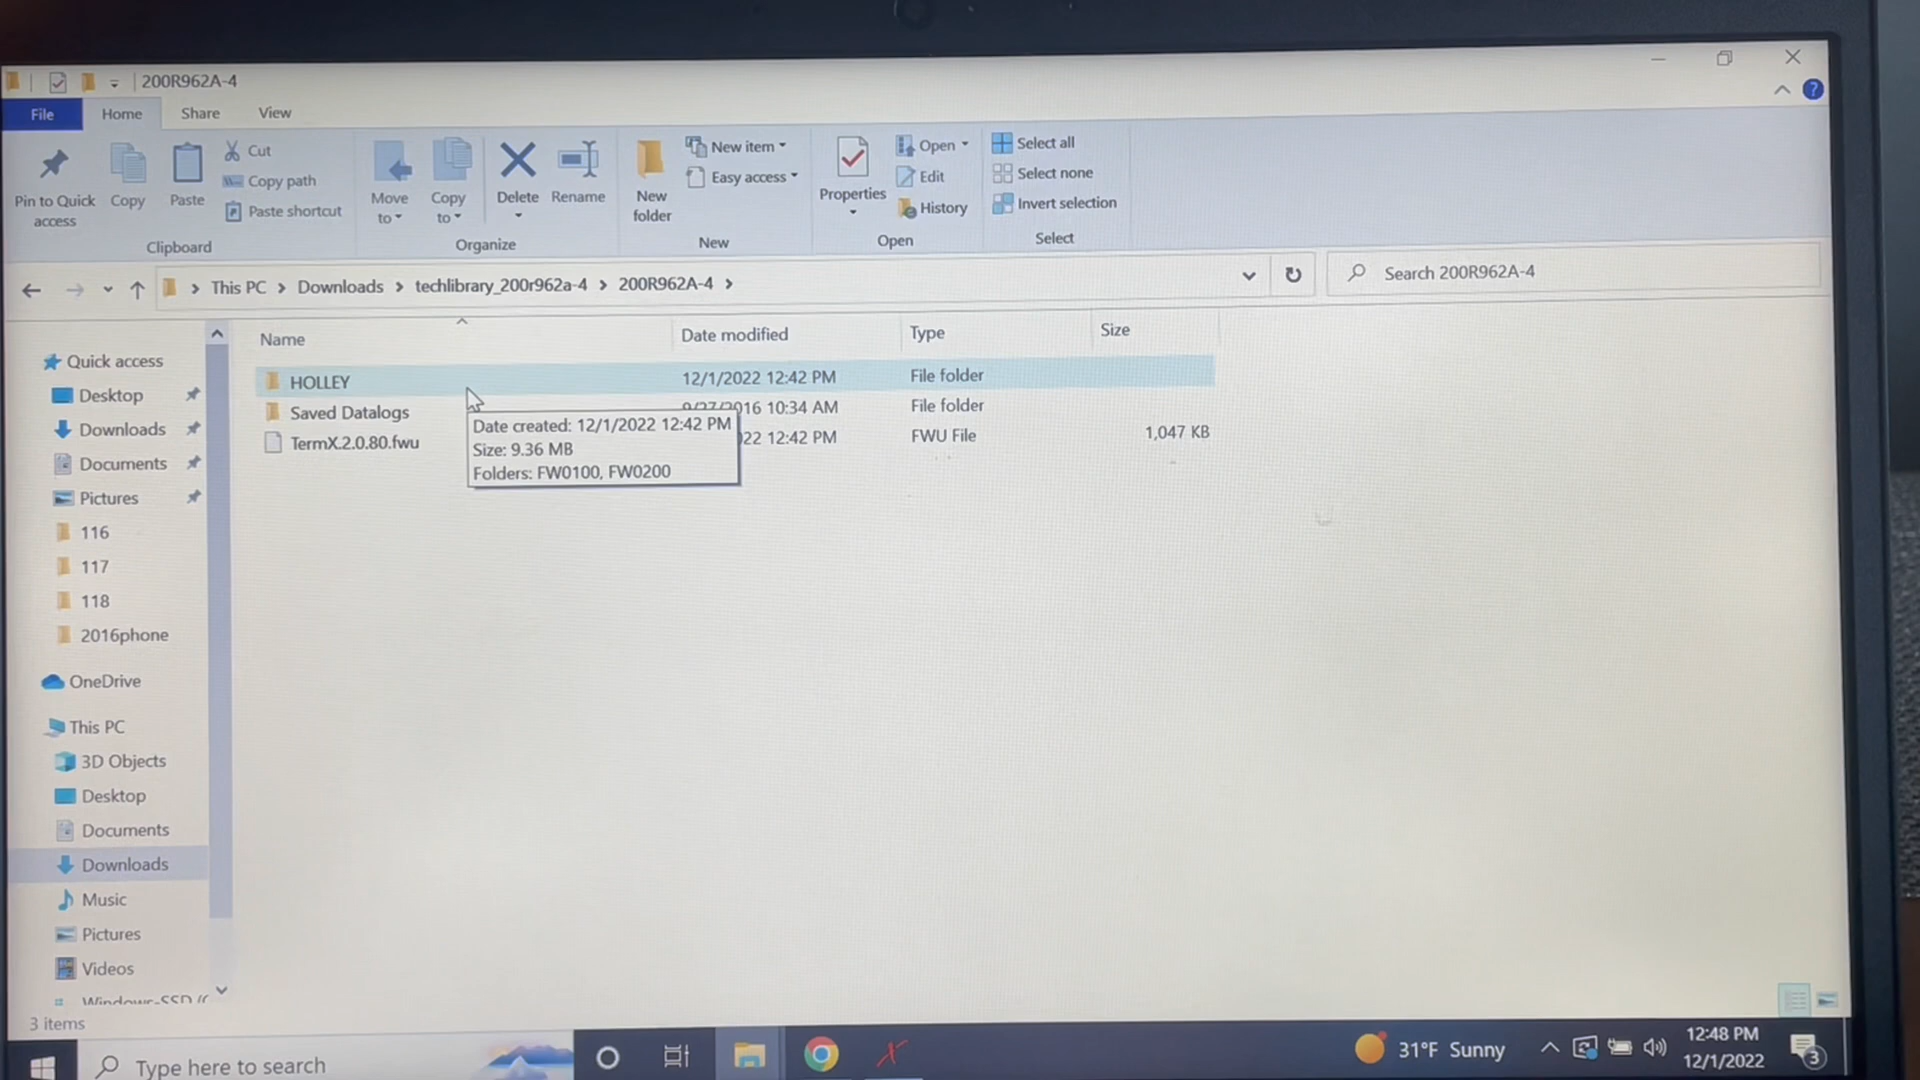 200R962A-4
File Home Share View
Pin to Quick access
Copy
Paste
Cut
Copy path
Paste shortcut
Clipboard
Move to
Copy to
Delete
Rename
Organize
New folder
New item
Easy access
New
Properties
Open
Edit
History
Open
Select all
Select none
Invert selection
Select
This PC > Downloads > techlibrary_200r962a-4 > 200R962A-4 >
Search 200R962A-4
Name Date modified Type Size
HOLLEY 12/1/2022 12:42 PM File folder
Saved Datalogs 9/27/2016 10:34 AM File folder
TermX.2.0.80.fwu 22 12:42 PM FWU File 1,047 KB
Date created: 12/1/2022 12:42 PM
Size: 9.36 MB
Folders: FW0100, FW0200
Quick access
Desktop
Downloads
Documents
Pictures
116
117
118
2016phone
OneDrive
This PC
3D Objects
Desktop
Documents
Downloads
Music
Pictures
Videos
Windows-SSD (
3 items
Type here to search
31°F Sunny
12:48 PM
12/1/2022
3